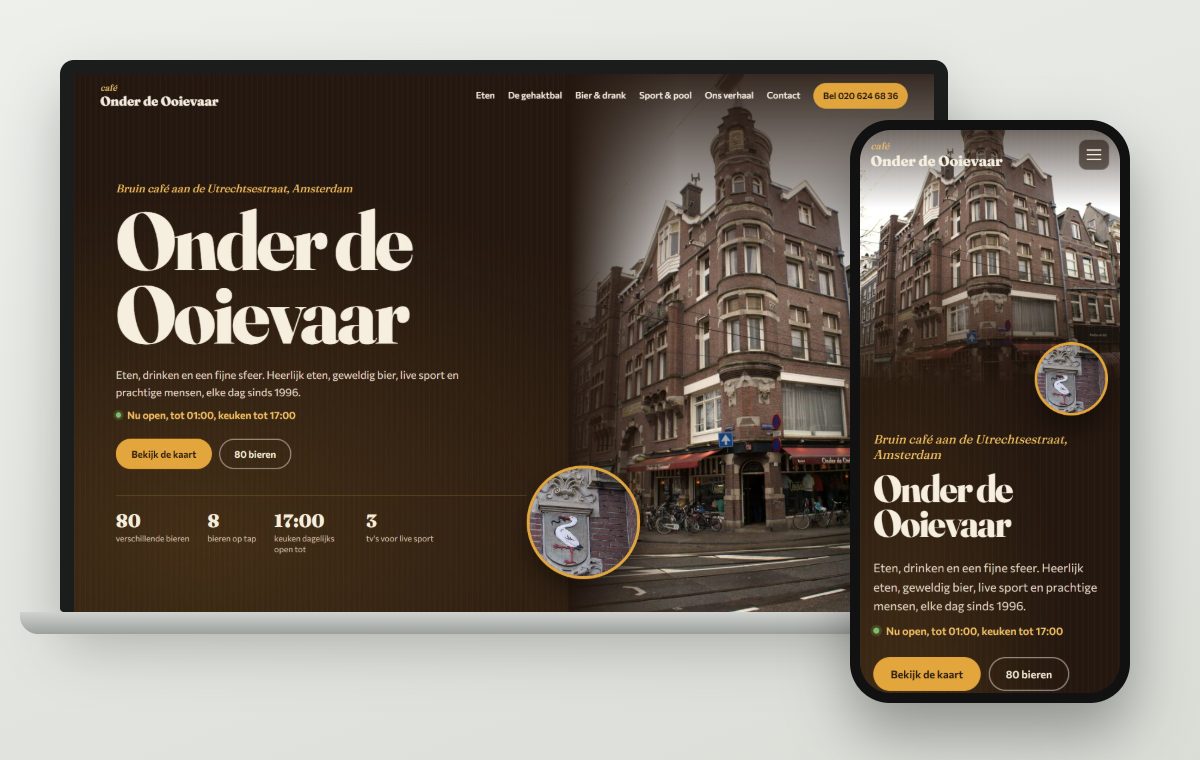 café
Onder de Ooievaar
Eten De gehaktbal Bier & drank Sport & pool Ons verhaal Contact Bel 020 624 68 36
Bruin café aan de Utrechtsestraat, Amsterdam
Onder de
Ooievaar
Eten, drinken en een fijne sfeer. Heerlijk eten, geweldig bier, live sport en
prachtige mensen, elke dag sinds 1996.
Nu open, tot 01:00, keuken tot 17:00
Bekijk de kaart 80 bieren
80 8 17:00 3
verschillende bieren bieren op tap keuken dagelijks tv's voor live sport
open tot
café
Onder de Ooievaar
Bruin café aan de Utrechtsestraat,
Amsterdam
Onder de
Ooievaar
Eten, drinken en een fijne sfeer. Heerlijk
eten, geweldig bier, live sport en prachtige
mensen, elke dag sinds 1996.
Nu open, tot 01:00, keuken tot 17:00
Bekijk de kaart 80 bieren